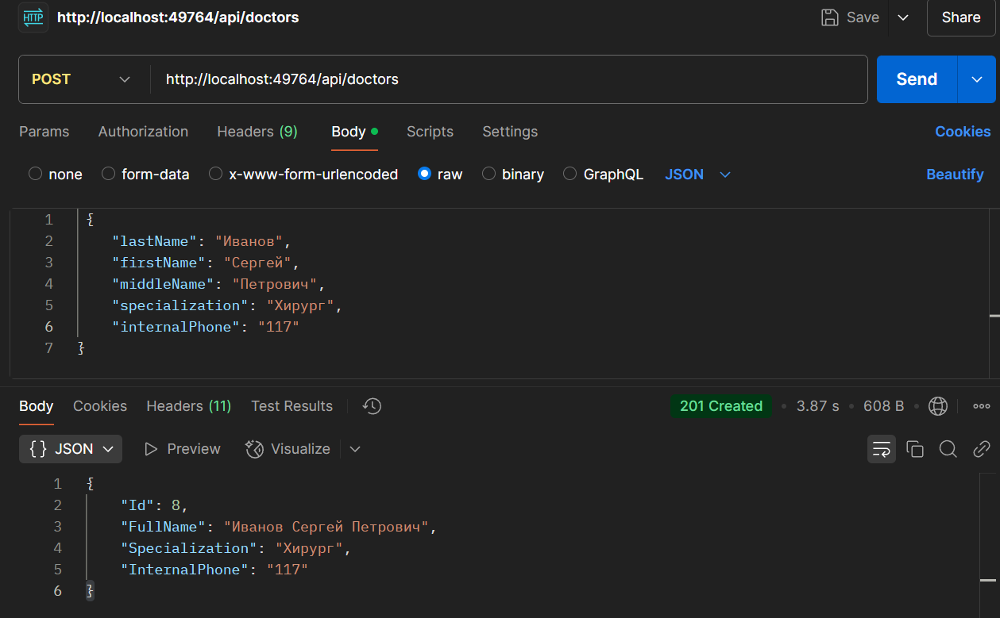 HTTP http://localhost:49764/api/doctors Save Share
POST http://localhost:49764/api/doctors Send
Params Authorization Headers (9) Body Scripts Settings Cookies
none form-data x-www-form-urlencoded raw binary GraphQL JSON Beautify
1 {
2 "lastName": "Иванов",
3 "firstName": "Сергей",
4 "middleName": "Петрович",
5 "specialization": "Хирург",
6 "internalPhone": "117"
7 }
Body Cookies Headers (11) Test Results 201 Created • 3.87 s • 608 B •
{} JSON Preview Visualize
1 {
2 "Id": 8,
3 "FullName": "Иванов Сергей Петрович",
4 "Specialization": "Хирург",
5 "InternalPhone": "117"
6 }